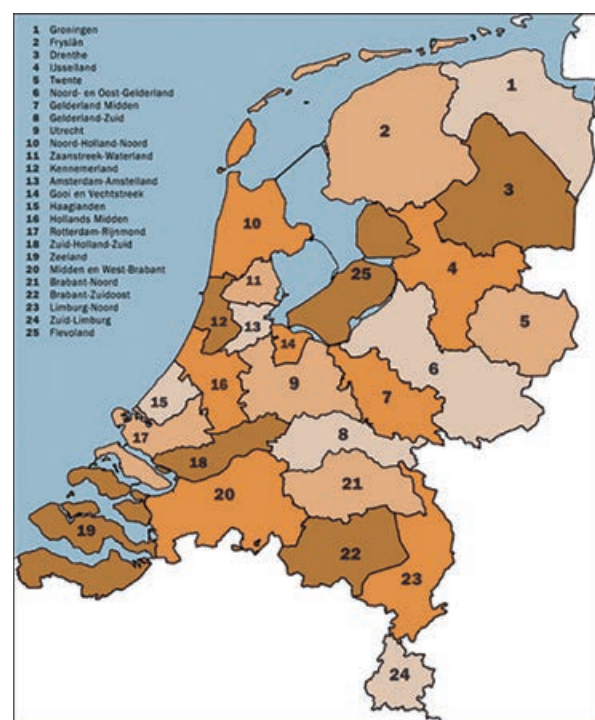 1 Groningen
2 Fryslân
3 Drenthe
4 IJsselland
5 Twente
6 Noord- en Oost-Gelderland
7 Gelderland Midden
8 Gelderland-Zuid
9 Utrecht
10 Noord-Holland-Noord
11 Zaanstreek-Waterland
12 Kennemerland
13 Amsterdam-Amstelland
14 Gooi en Vechtstreek
15 Haaglanden
16 Hollands Midden
17 Rotterdam-Rijnmond
18 Zuid-Holland-Zuid
19 Zeeland
20 Midden en West-Brabant
21 Brabant-Noord
22 Brabant-Zuidoost
23 Limburg-Noord
24 Zuid-Limburg
25 Flevoland
1
2
3
10
4
25
11
12
13
5
14
6
9
16
7
15
17
8
18
21
20
19
22
23
24